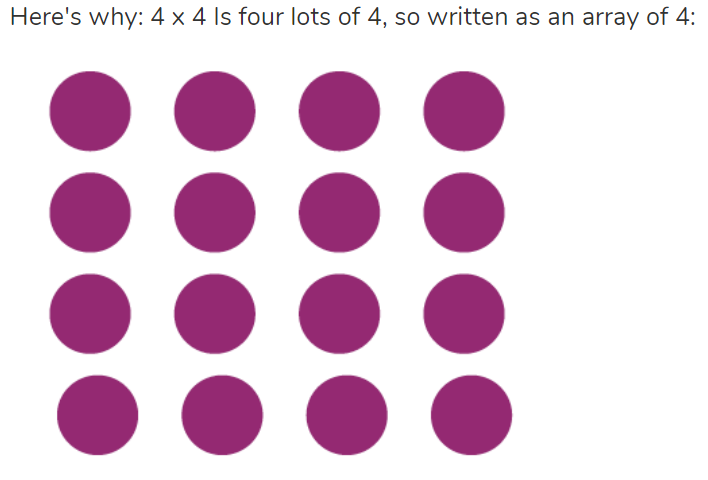 Here's why: 4 x 4 Is four lots of 4, so written as an array of 4: